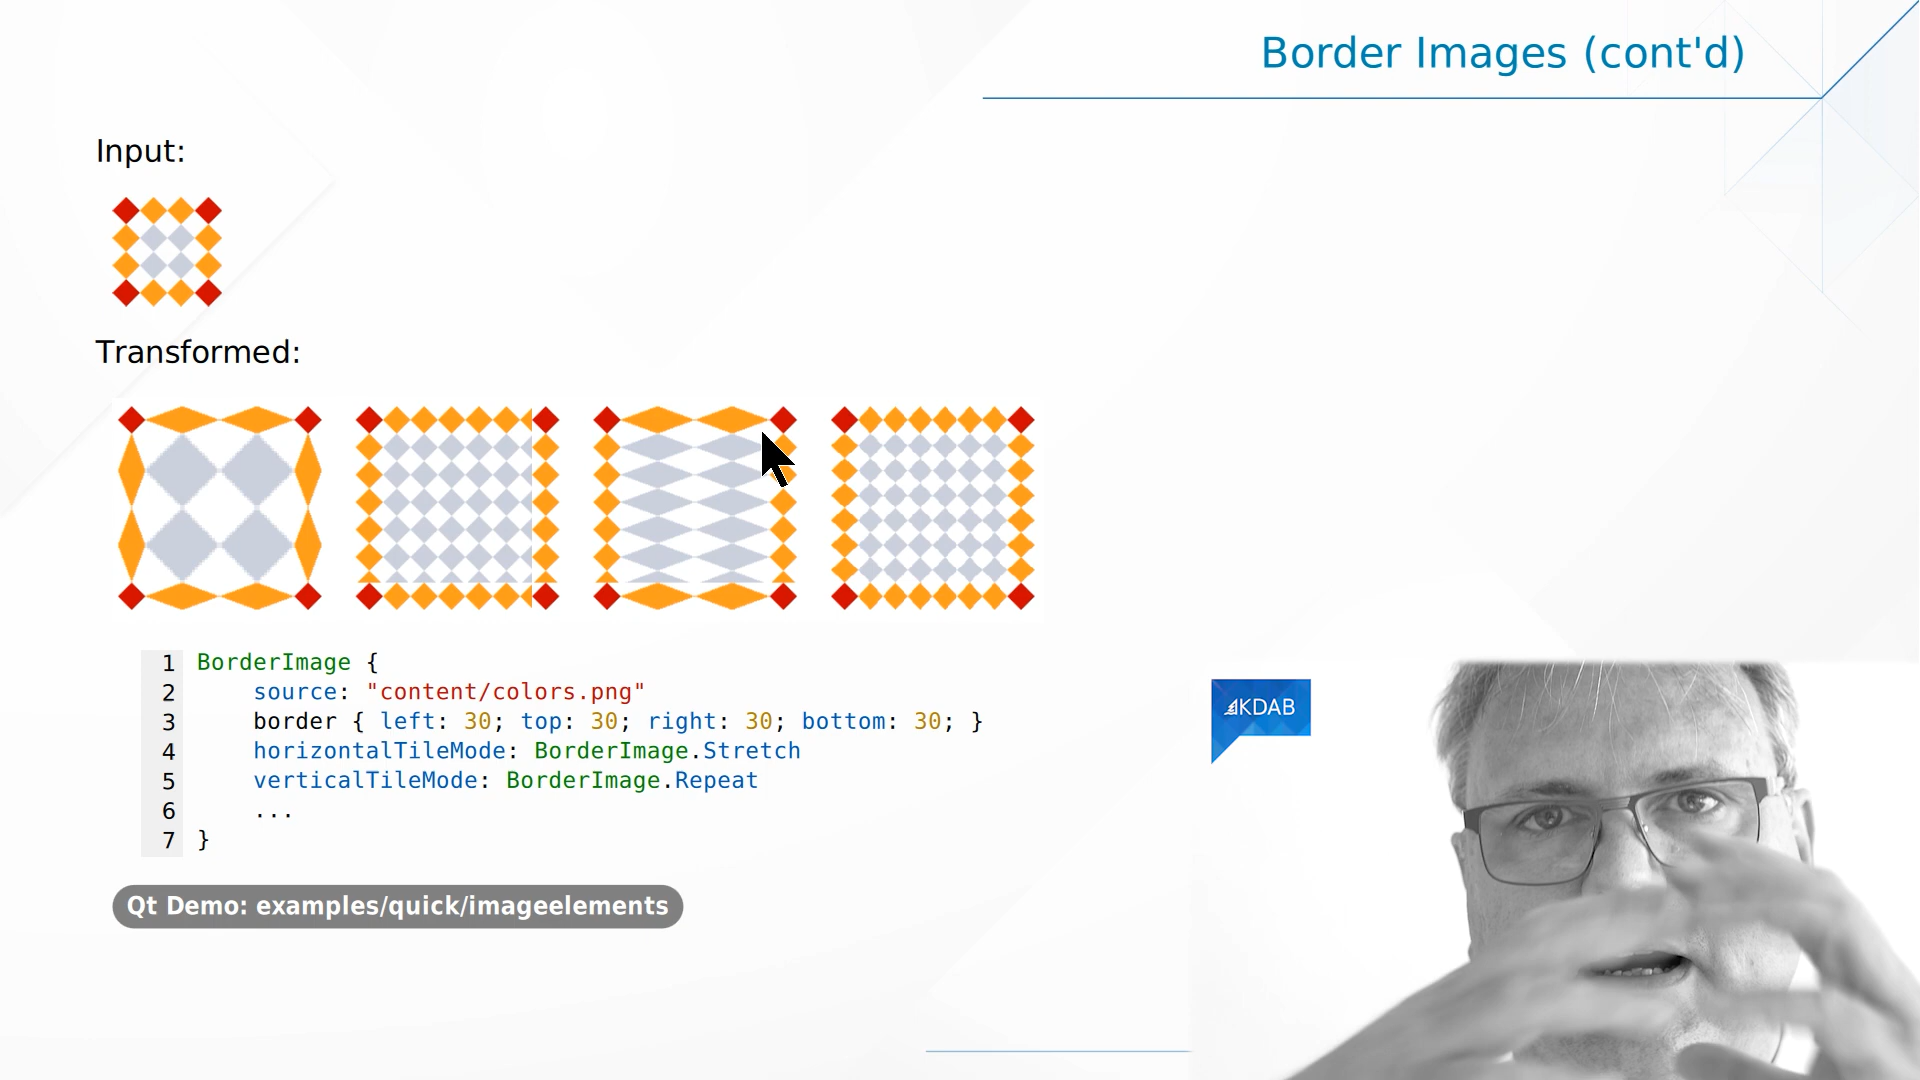 Border Images (cont'd)
Input:
Transformed:
1 BorderImage {
2 source: "content/colors.png"
3 border { left: 30; top: 30; right: 30; bottom: 30; }
4 horizontalTileMode: BorderImage.Stretch
5 verticalTileMode: BorderImage.Repeat
6 ...
7 }
Qt Demo: examples/quick/imageelements
KDAB